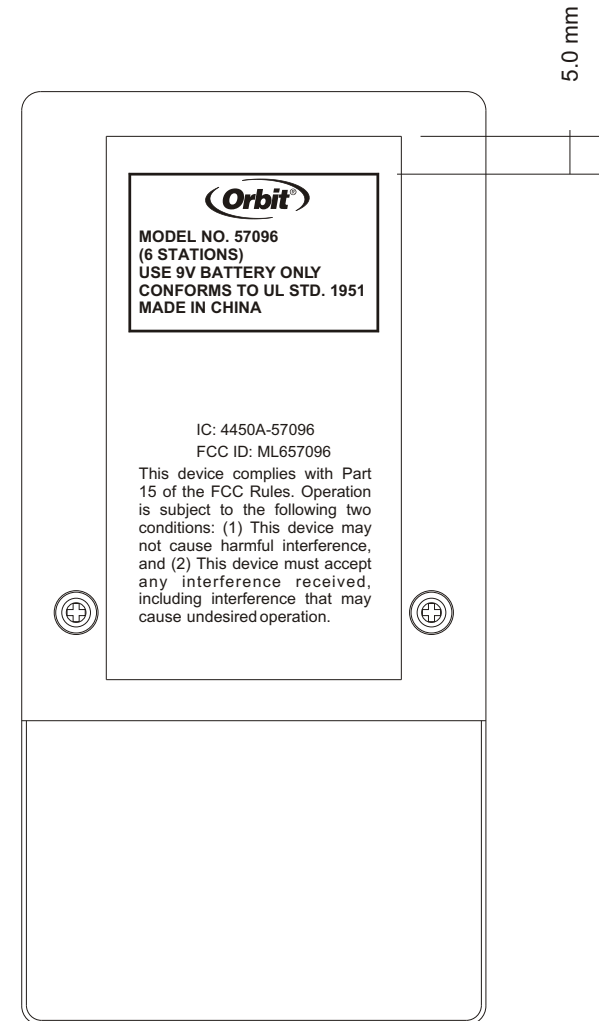 5.0 mm
Orbit®
MODEL NO. 57096
(6 STATIONS)
USE 9V BATTERY ONLY
CONFORMS TO UL STD. 1951
MADE IN CHINA
IC: 4450A-57096
FCC ID: ML657096
This device complies with Part
15 of the FCC Rules. Operation
is subject to the following two
conditions: (1) This device may
not cause harmful interference,
and (2) This device must accept
any interference received,
including interference that may
cause undesired operation.